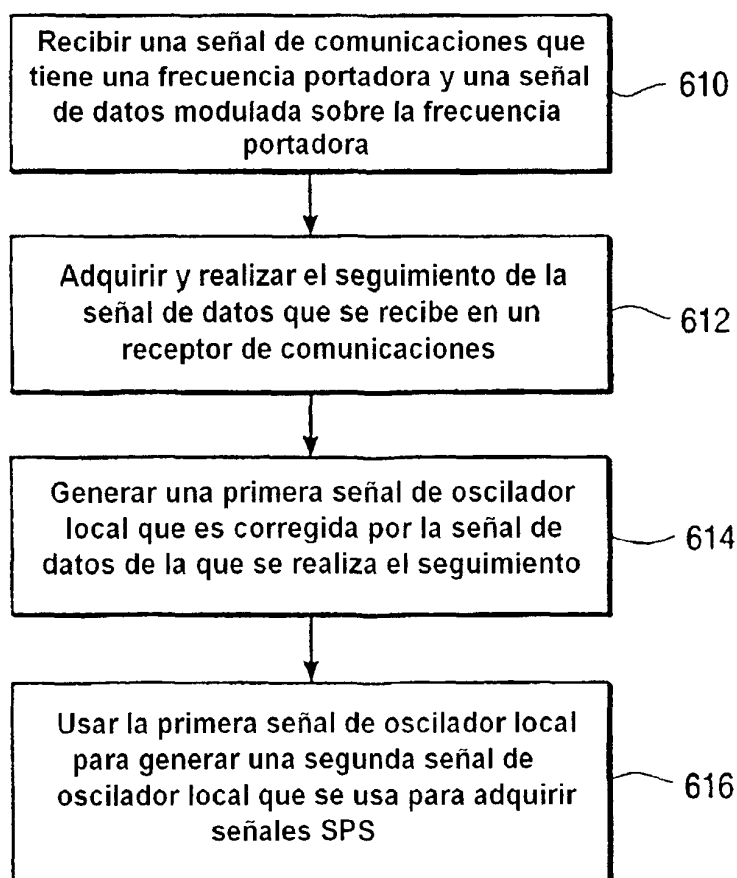 Recibir una señal de comunicaciones que
tiene una frecuencia portadora y una señal
de datos modulada sobre la frecuencia
portadora
610
Adquirir y realizar el seguimiento de la
señal de datos que se recibe en un
receptor de comunicaciones
612
Generar una primera señal de oscilador
local que es corregida por la señal de
datos de la que se realiza el seguimiento
614
Usar la primera señal de oscilador local
para generar una segunda señal de
oscilador local que se usa para adquirir
señales SPS
616